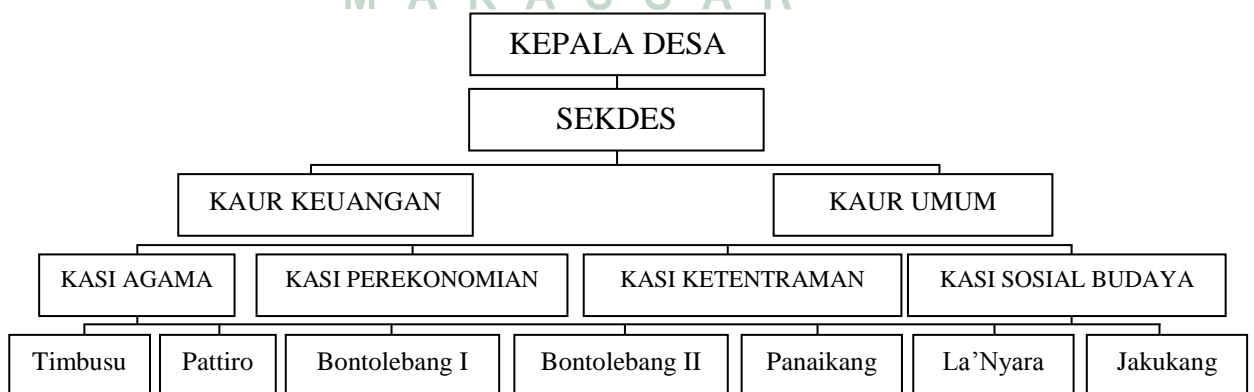 MAKASSAR
KEPALA DESA
SEKDES
KAUR KEUANGAN
KAUR UMUM
KASI AGAMA
KASI PEREKONOMIAN
KASI KETENTRAMAN
KASI SOSIAL BUDAYA
Timbusu
Pattiro
Bontolebang I
Bontolebang II
Panaikang
La’Nyara
Jakukang